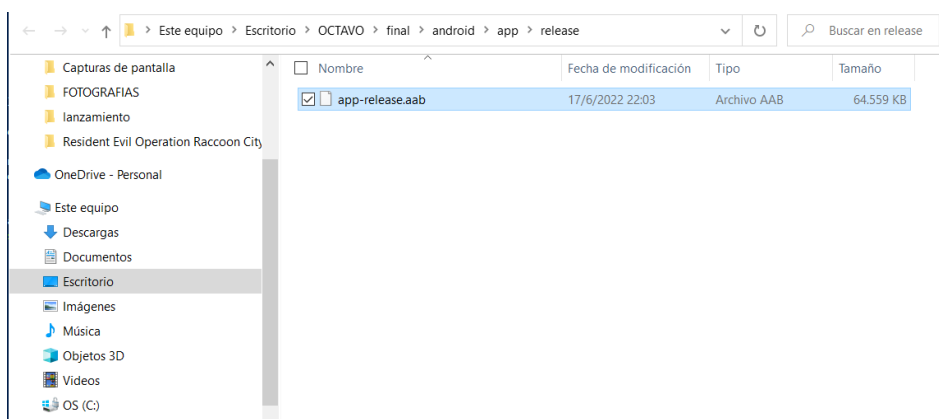 Este equipo > Escritorio > OCTAVO > final > android > app > release
Buscar en release
Nombre Fecha de modificación Tipo Tamaño
app-release.aab 17/6/2022 22:03 Archivo AAB 64.559 KB
Capturas de pantalla
FOTOGRAFIAS
lanzamiento
Resident Evil Operation Raccoon City
OneDrive - Personal
Este equipo
Descargas
Documentos
Escritorio
Imágenes
Música
Objetos 3D
Videos
OS (C:)